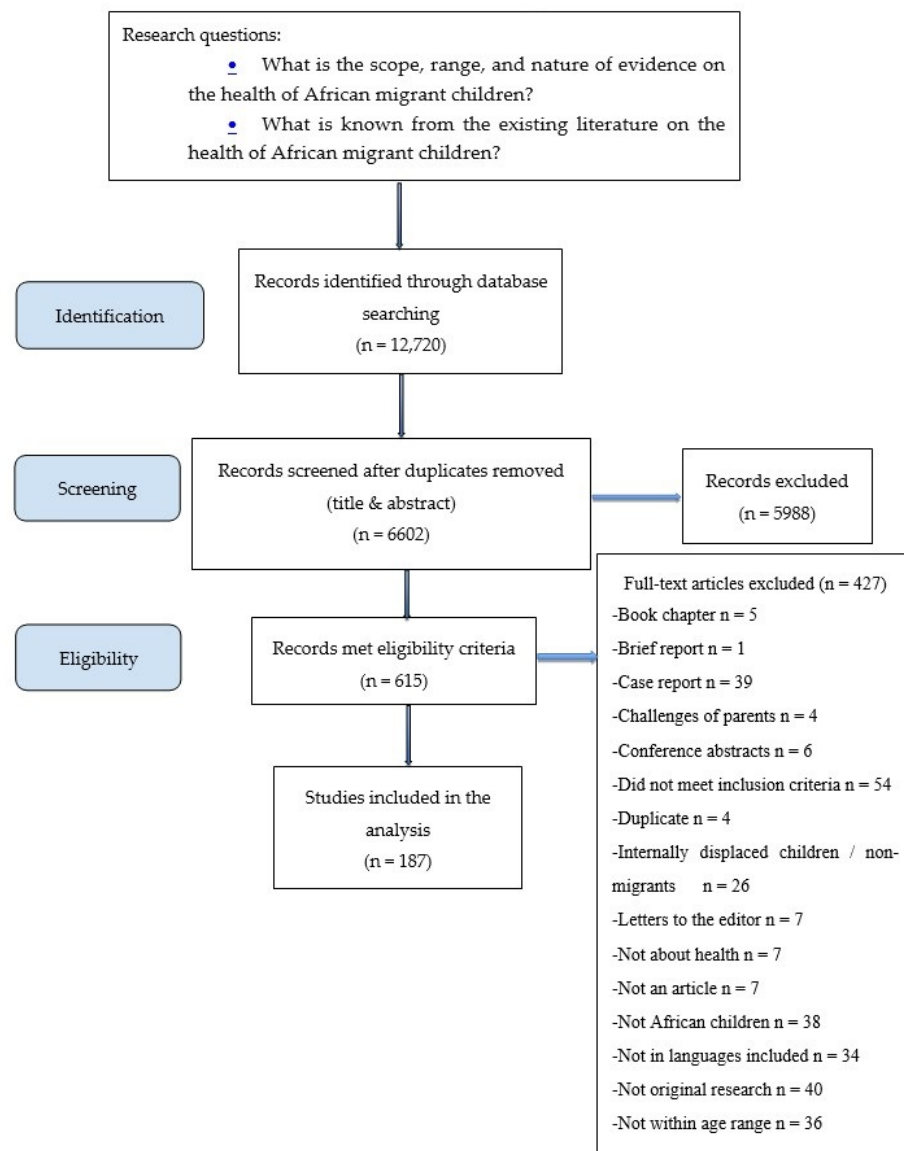 Research questions:
• What is the scope, range, and nature of evidence on
the health of African migrant children?
• What is known from the existing literature on the
health of African migrant children?
Identification
Records identified through database
searching
(n = 12,720)
Screening
Records screened after duplicates removed
(title & abstract)
(n = 6602)
Records excluded
(n = 5988)
Eligibility
Records met eligibility criteria
(n = 615)
Full-text articles excluded (n = 427)
-Book chapter n = 5
-Brief report n = 1
-Case report n = 39
-Challenges of parents n = 4
-Conference abstracts n = 6
-Did not meet inclusion criteria n = 54
-Duplicate n = 4
-Internally displaced children / non-
migrants n = 26
-Letters to the editor n = 7
-Not about health n = 7
-Not an article n = 7
-Not African children n = 38
-Not in languages included n = 34
-Not original research n = 40
-Not within age range n = 36
Studies included in the
analysis
(n = 187)